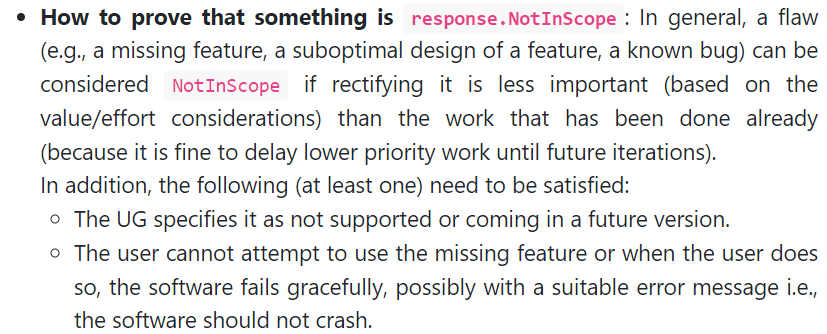 • How to prove that something is response.NotInScope: In general, a flaw
(e.g., a missing feature, a suboptimal design of a feature, a known bug) can be
considered NotInScope if rectifying it is less important (based on the
value/effort considerations) than the work that has been done already
(because it is fine to delay lower priority work until future iterations).
In addition, the following (at least one) need to be satisfied:
◦ The UG specifies it as not supported or coming in a future version.
◦ The user cannot attempt to use the missing feature or when the user does
so, the software fails gracefully, possibly with a suitable error message i.e.,
the software should not crash.